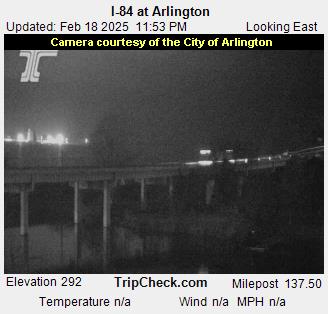 I-84 at Arlington
Updated: Feb 18 2025 11:53 PM Looking East
Camera courtesy of the City of Arlington
Elevation 292 TripCheck.com Milepost 137.50
Temperature n/a Wind n/a MPH n/a